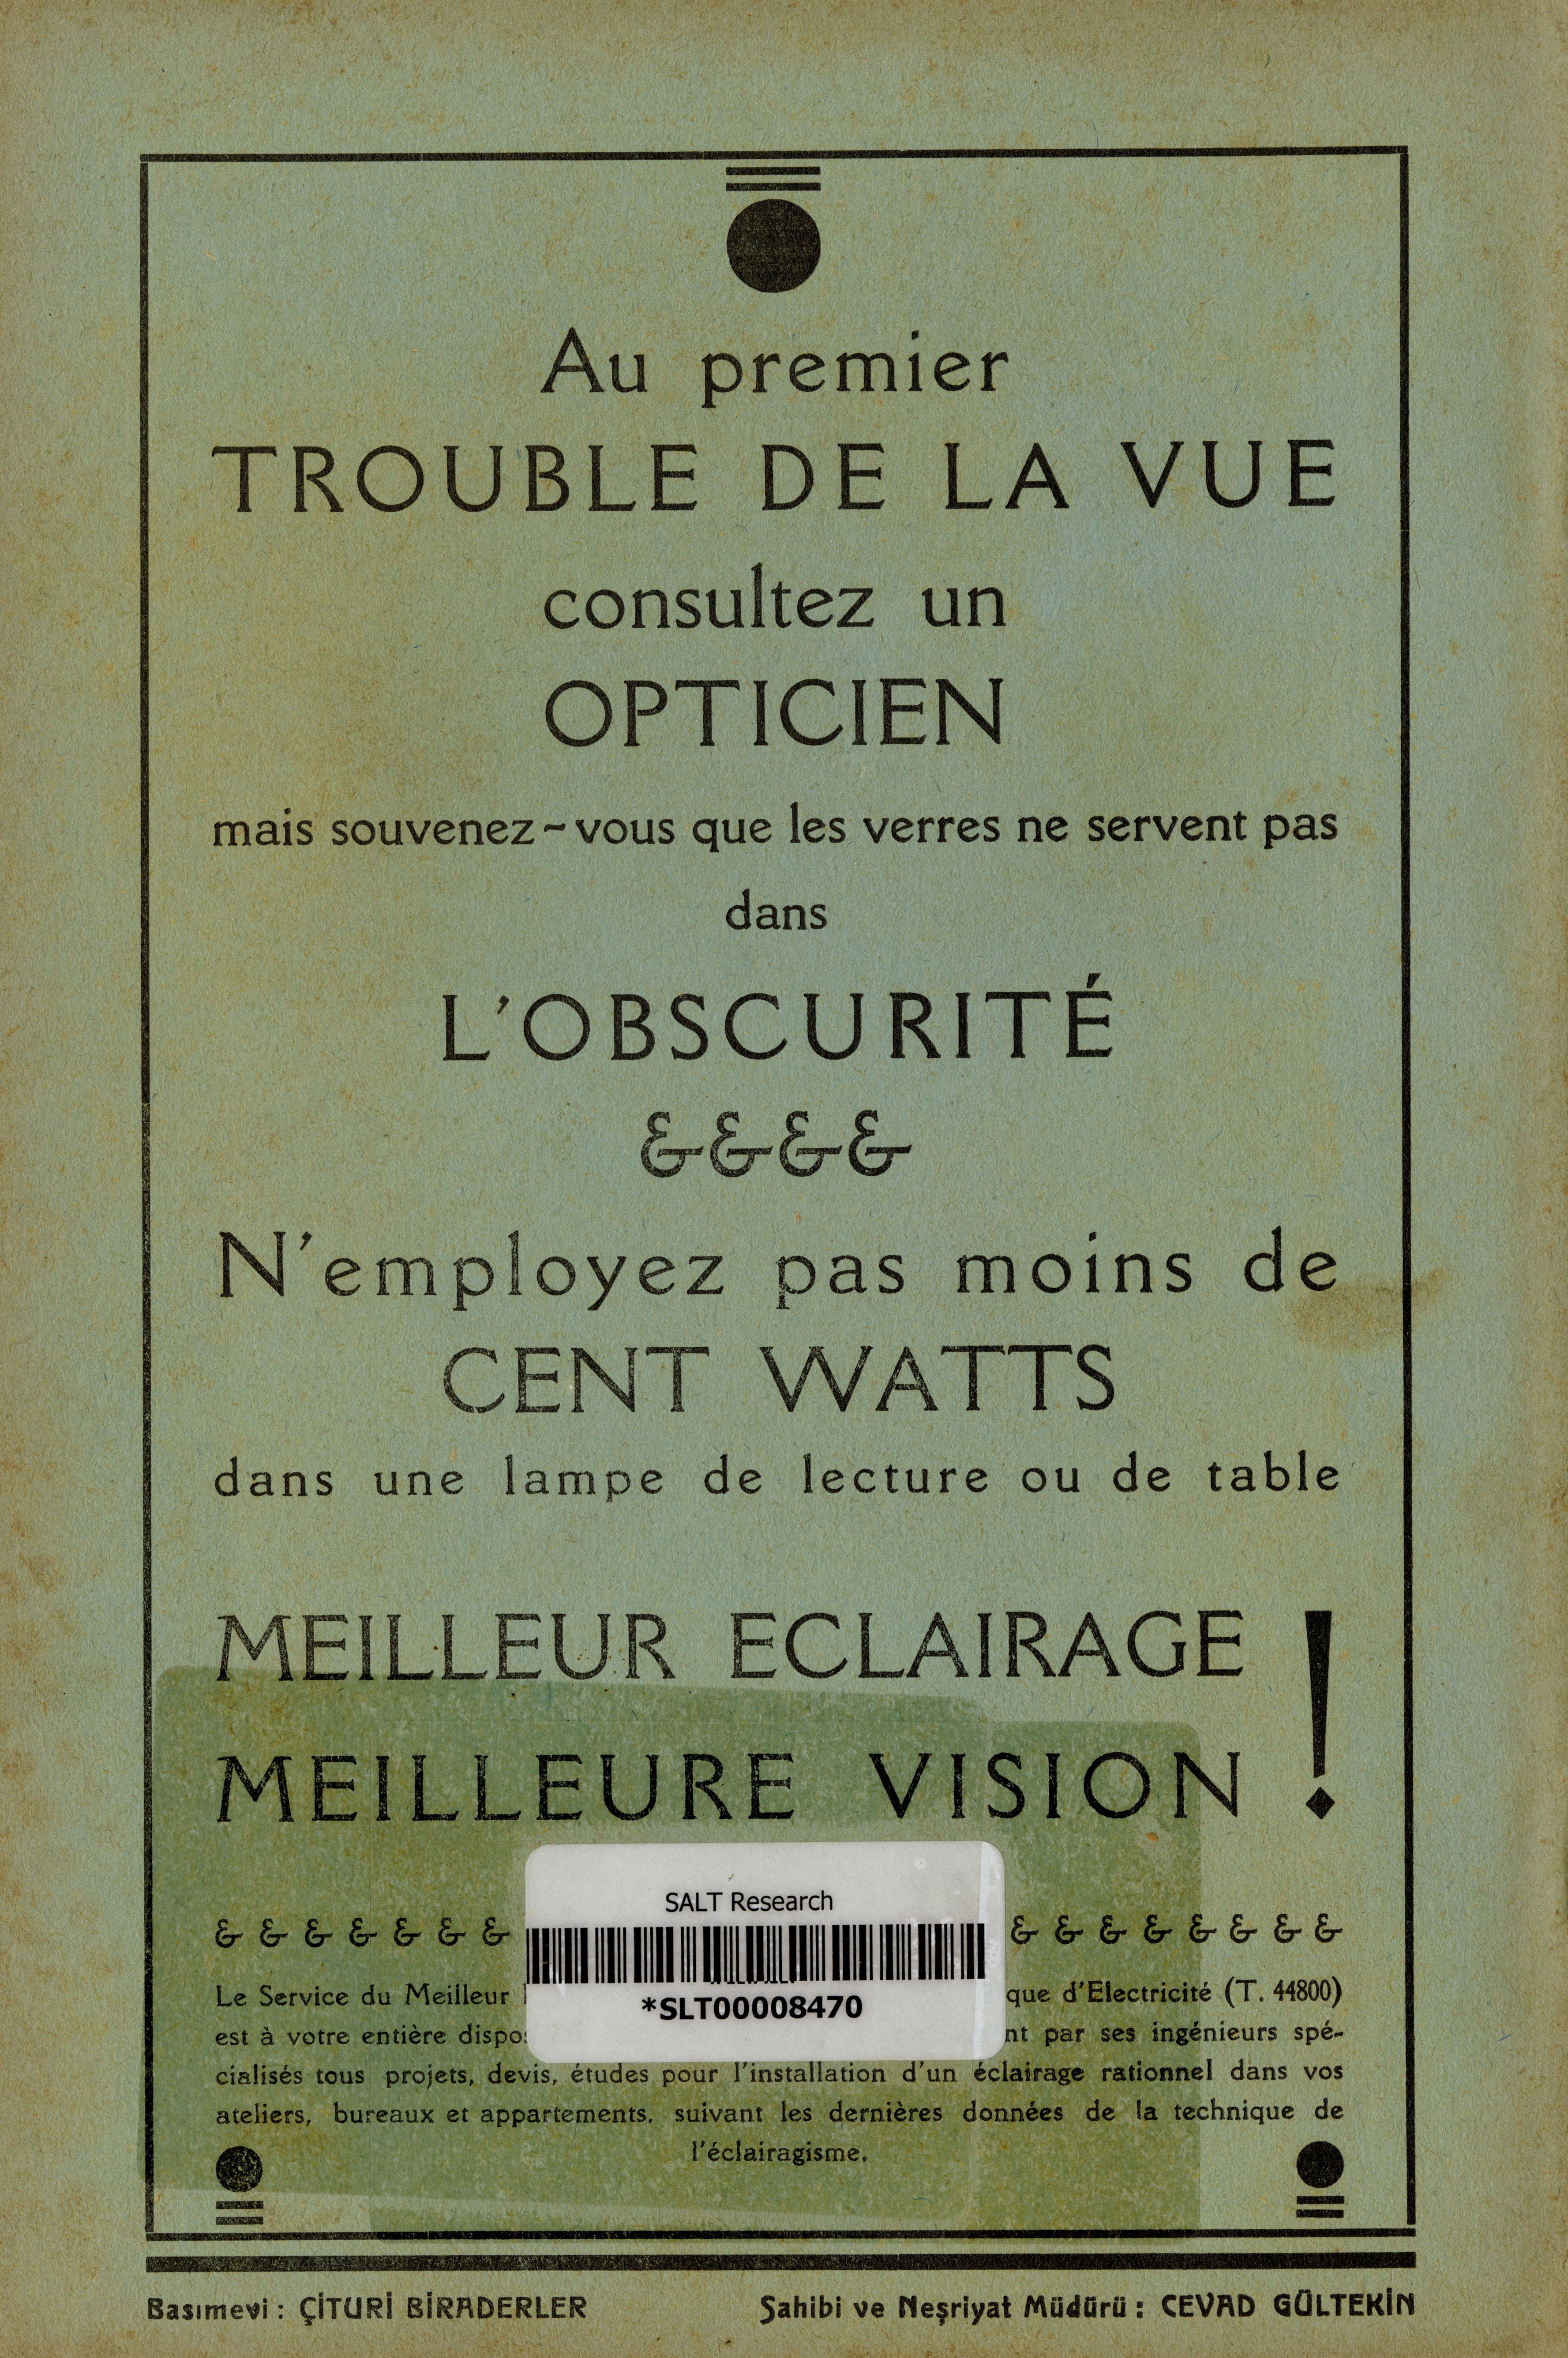 Au premier
TROUBLE DE LA VUE
consultez un
OPTICIEN
mais souvenez-vous que les verres ne servent pas
dans
L'OBSCURITÉ
&&&&
N'employez pas moins de
CENT WATTS
dans une lampe de lecture ou de table
MEILLEUR ECLAIRAGE
MEILLEURE VISION !
SALT Research
& & & & & & & & & & & & & & &
*SLT00008470
Le Service du Meilleur que d'Electricité (T. 44800)
est à votre entière par ses ingénieurs spé-
cialisés tous projets, devis, études pour l'installation d'un éclairage rationnel dans vos
ateliers, bureaux et appartements, suivant les dernières données de la technique de
l'éclairagisme.
Basımevi : ÇİTURİ BİRADERLER Sahibi ve Neşriyat Müdürü : CEVAD GÜLTEKİN